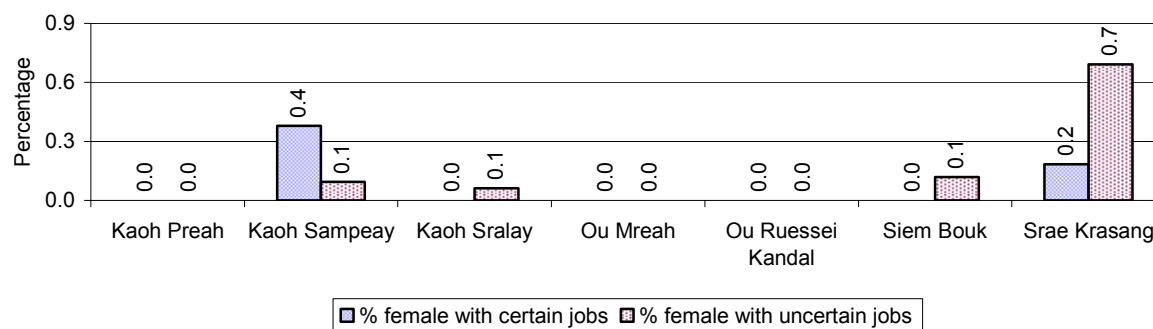 Percentage
0.9
0.6
0.3
0.0
0.0
0.0
0.4
0.1
0.0
0.1
0.0
0.0
0.0
0.0
0.0
0.1
0.2
0.7
Kaoh Preah
Kaoh Sampeay
Kaoh Sralay
Ou Mreah
Ou Ruessei
Kandal
Siem Bouk
Srae Krasang
% female with certain jobs
% female with uncertain jobs